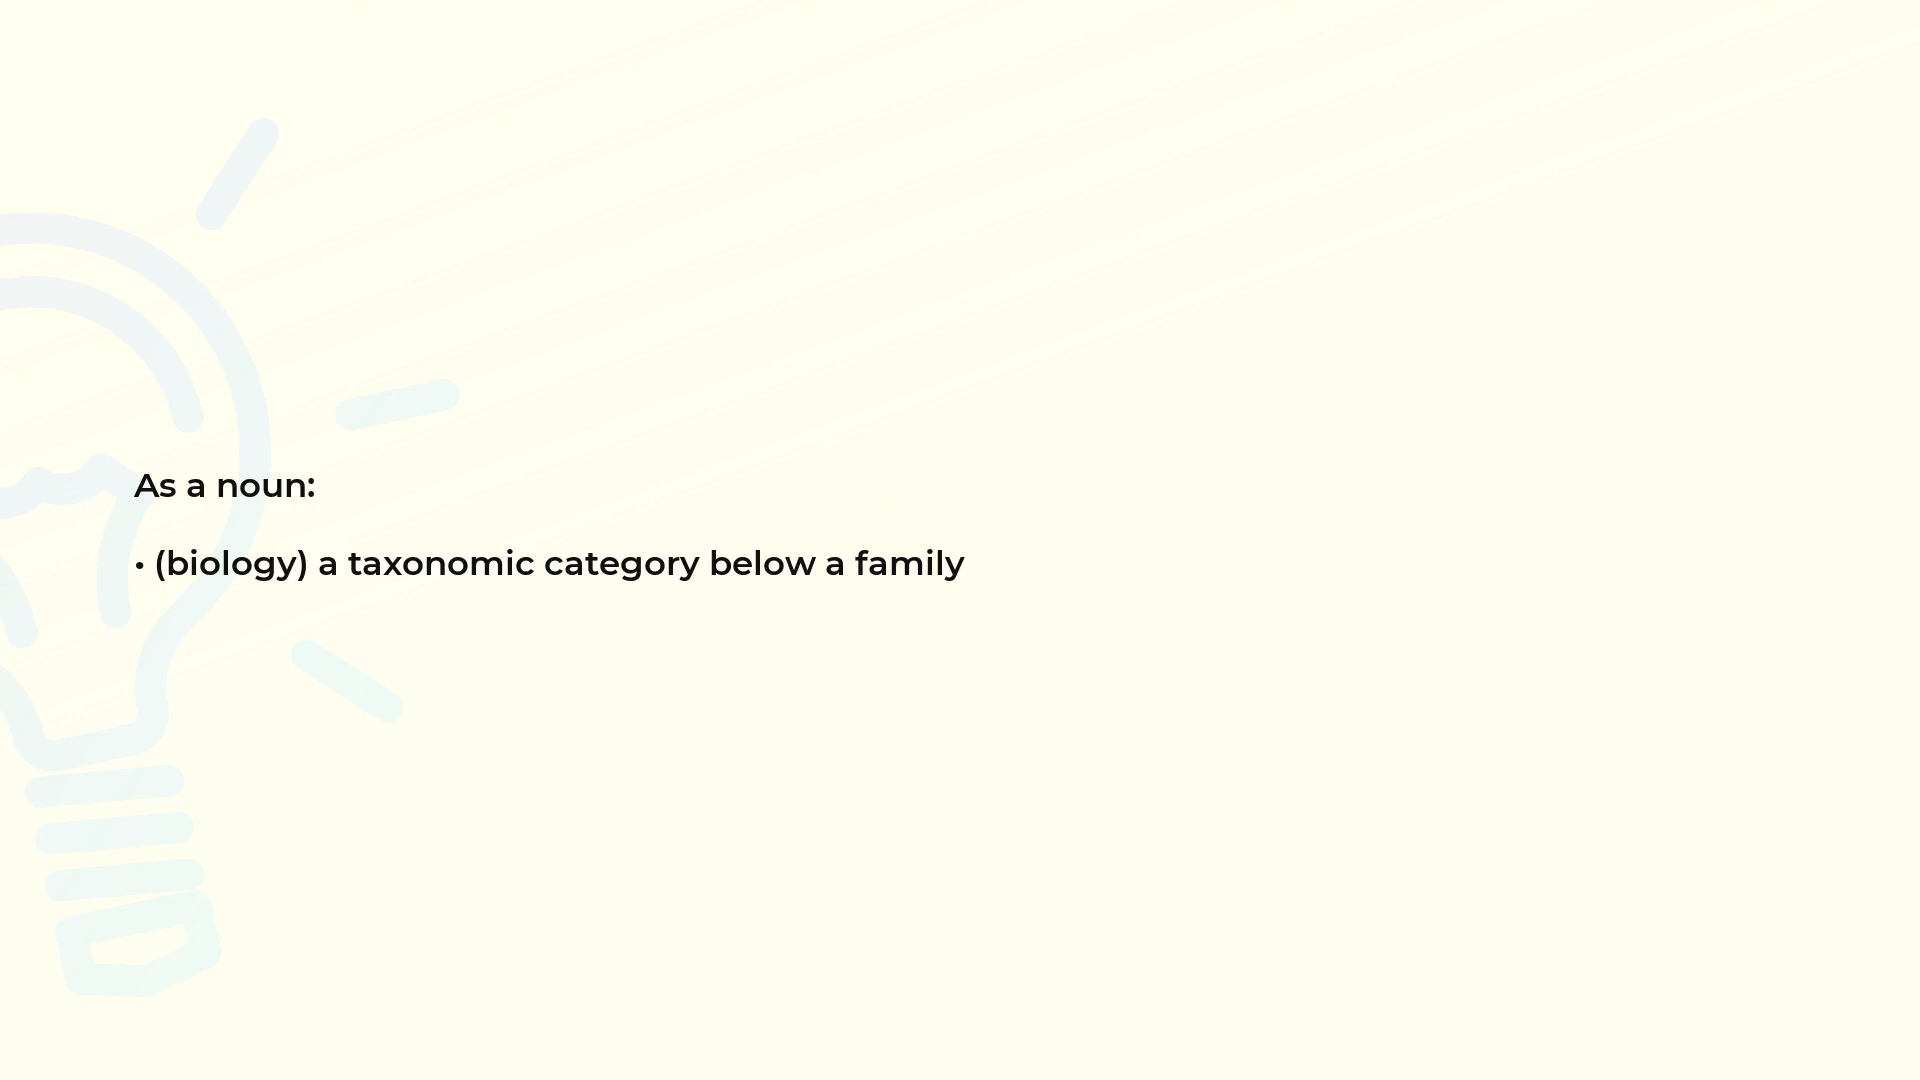 As a noun:
• (biology) a taxonomic category below a family